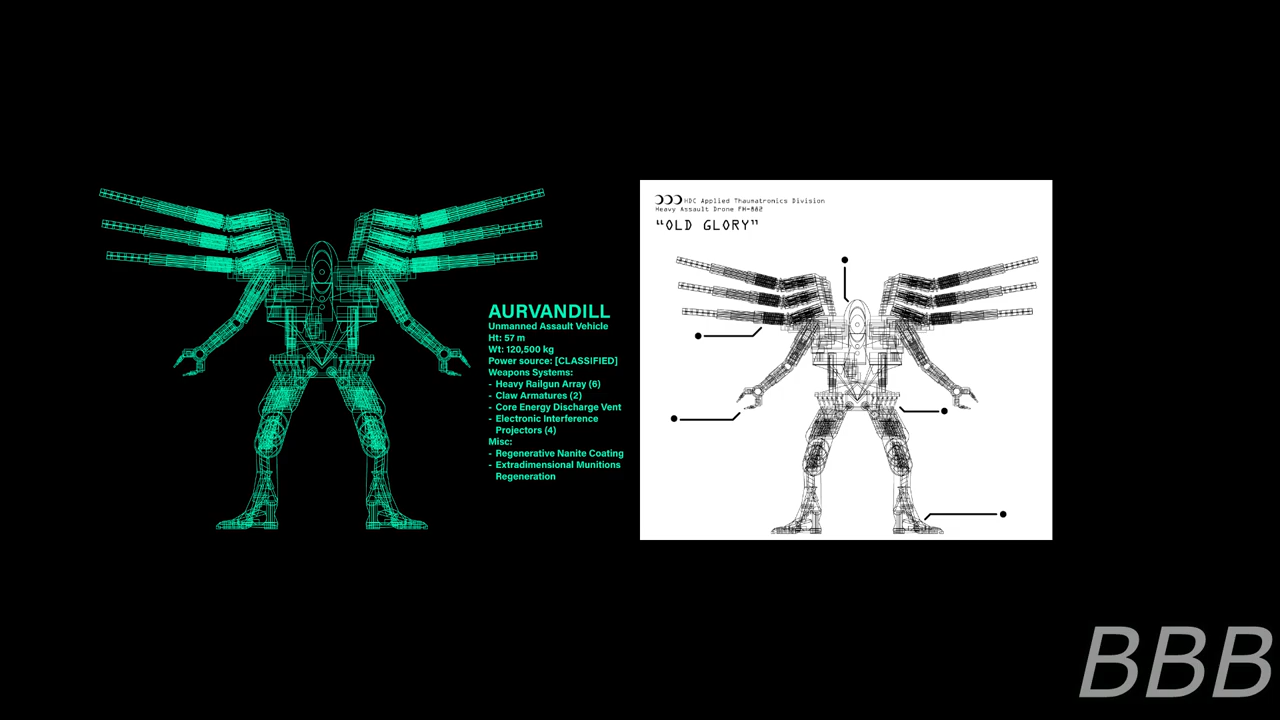 AURVANDILL
Unmanned Assault Vehicle
Ht: 57 m
Wt: 120,500 kg
Power source: [CLASSIFIED]
Weapons Systems:
- Heavy Railgun Array (6)
- Claw Armatures (2)
- Core Energy Discharge Vent
- Electronic Interference
Projectors (4)
Misc:
- Regenerative Nanite Coating
- Extradimensional Munitions
Regeneration
HDC Applied Thaumatronics Division
Heavy Assault Drone FH-882
“OLD GLORY”
BBB